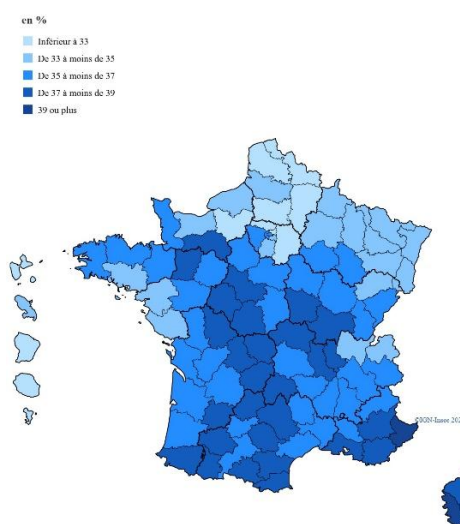 en %
Inférieur à 33
De 33 à moins de 35
De 35 à moins de 37
De 37 à moins de 39
39 ou plus
©IGN-Insee 202